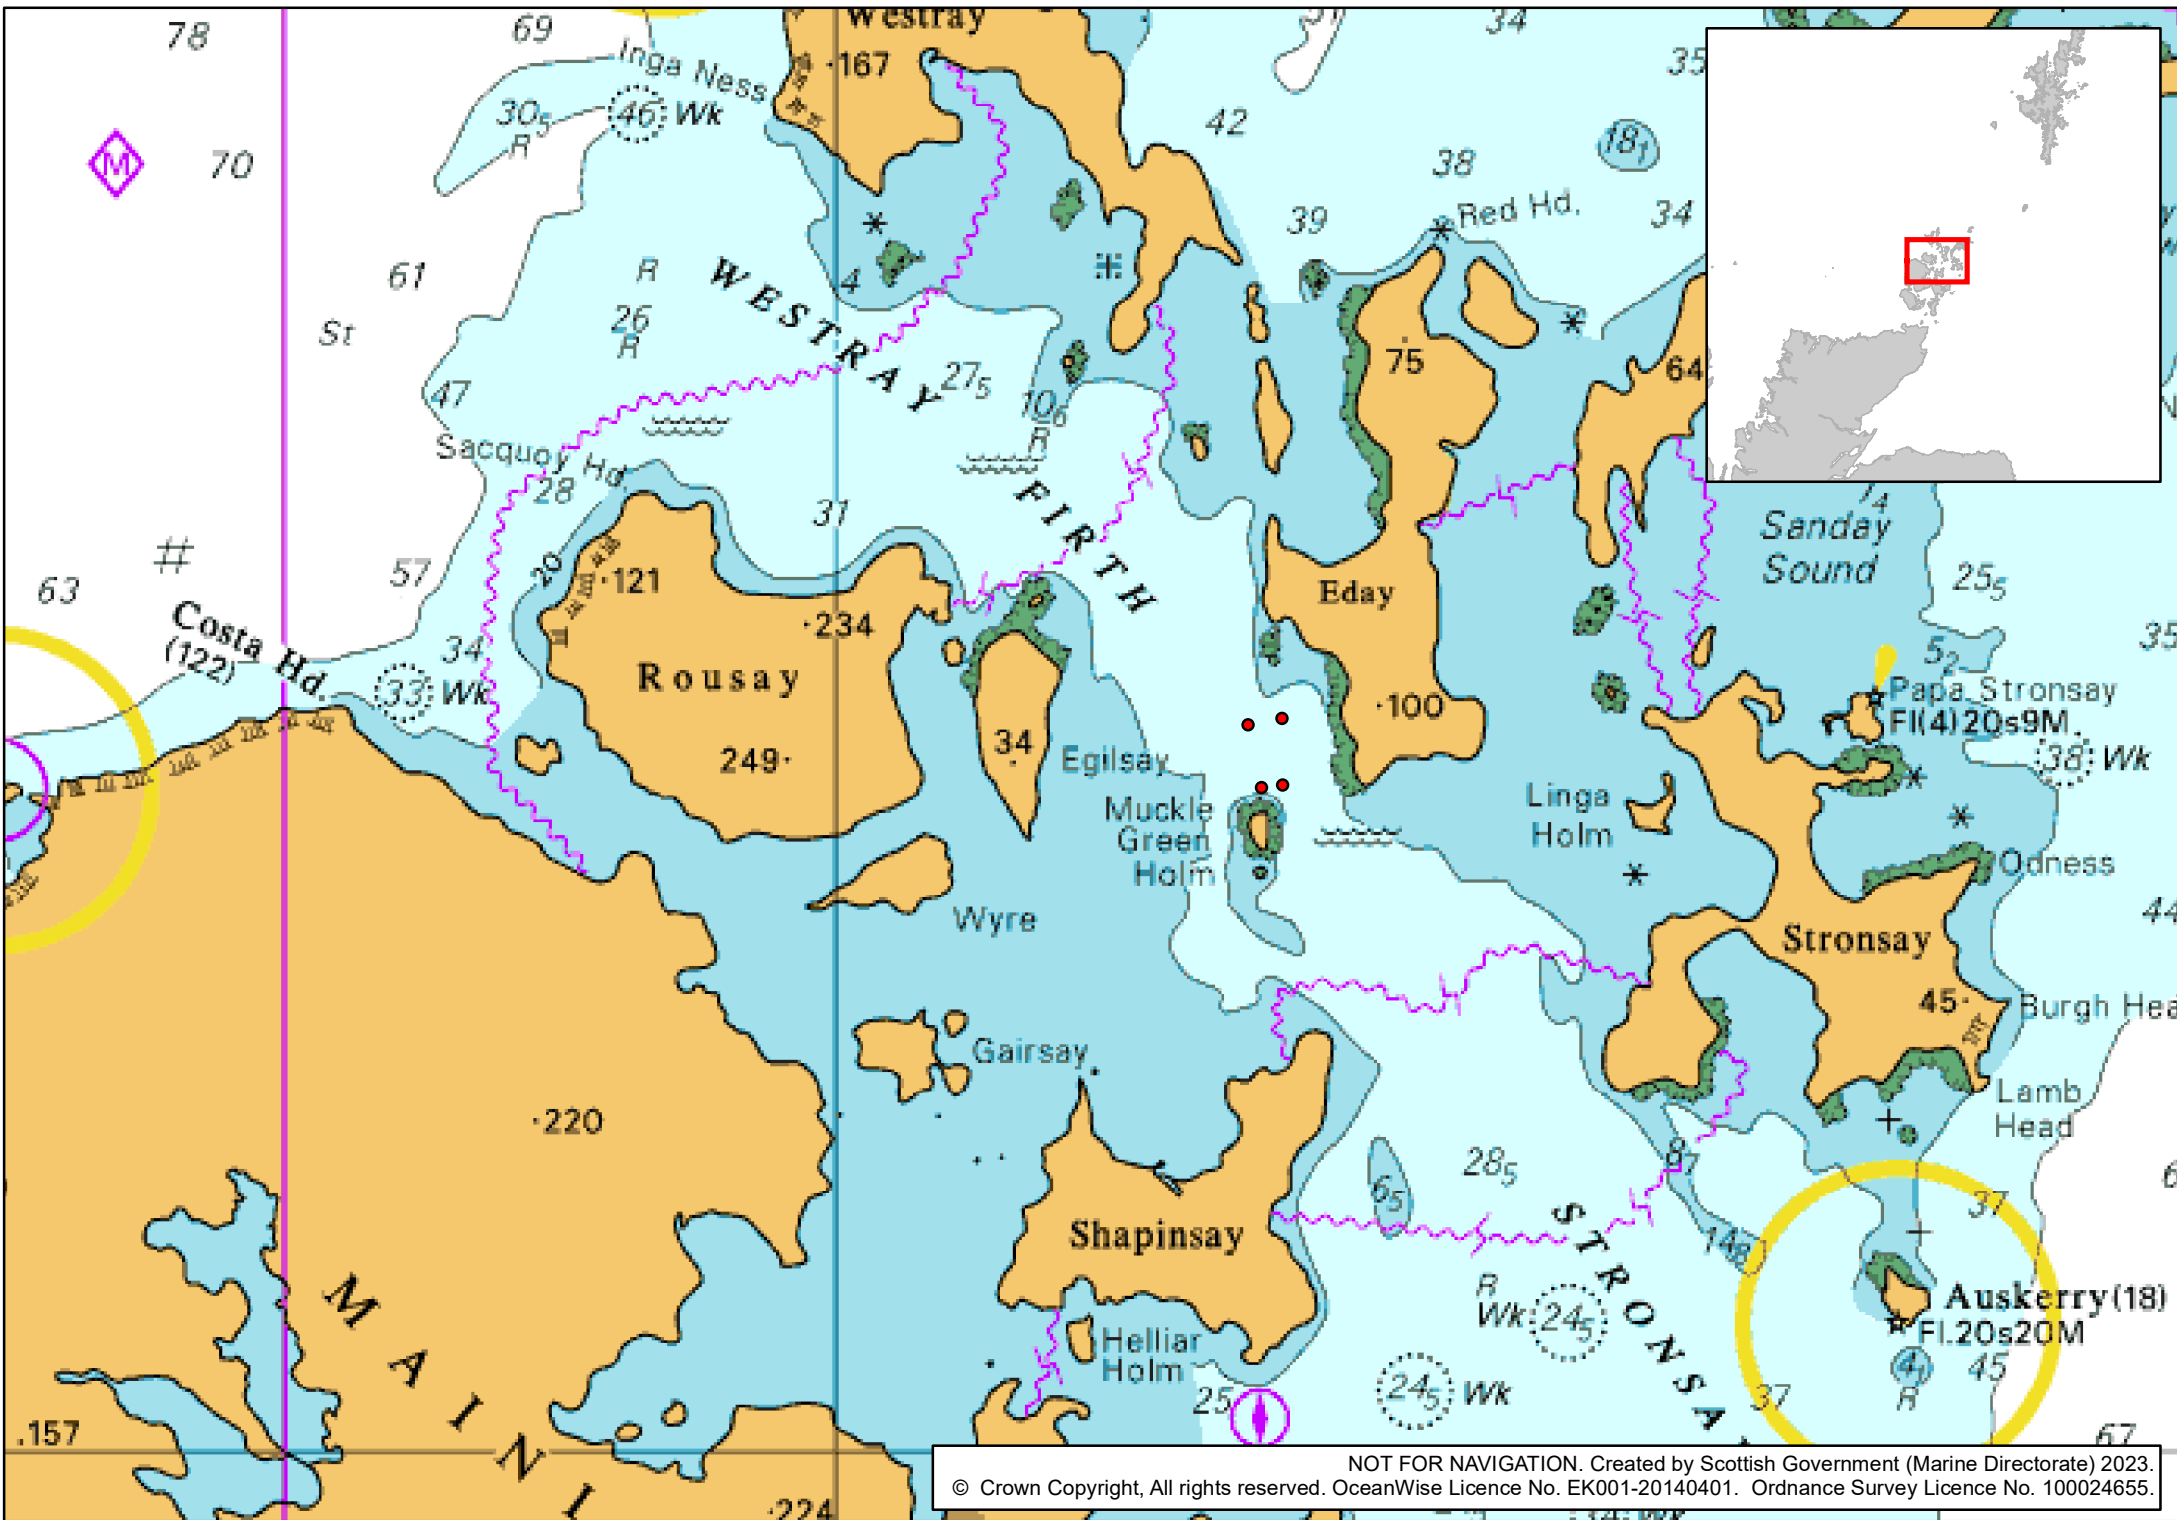 Westray
78
69
34
Inga Ness
167
35
30₅
R
46 Wk
42
18₁
M
70
38
Red Hd.
39
34
61
R
4
WESTRAY
26
R
St
75
64
47
27₅
10₆
R
Sacquoy Hd.
28
31
FIRTH
Sanday
Sound
4
63
57
20
121
Eday
25₅
Costa Hd.
(122)
234
34
35
5₂
33 Wk
Rousay
Papa Stronsay
Fl(4)20s9M
100
249
34
Egilsay
38 Wk
Muckle
Green
Holm
Linga
Holm
Odness
Wyre
44
Stronsay
45
Burgh Hea
Gairsay
Lamb
Head
220
28₅
6₅
9₇
37
STRONSA
14₈
Shapinsay
R
Wk 24₅
Auskerry(18)
Fl.20s20M
MAIN
Helliar
Holm
4₁
R
45
25
24₅ Wk
37
67
.157
224
NOT FOR NAVIGATION. Created by Scottish Government (Marine Directorate) 2023.
© Crown Copyright, All rights reserved. OceanWise Licence No. EK001-20140401. Ordnance Survey Licence No. 100024655.